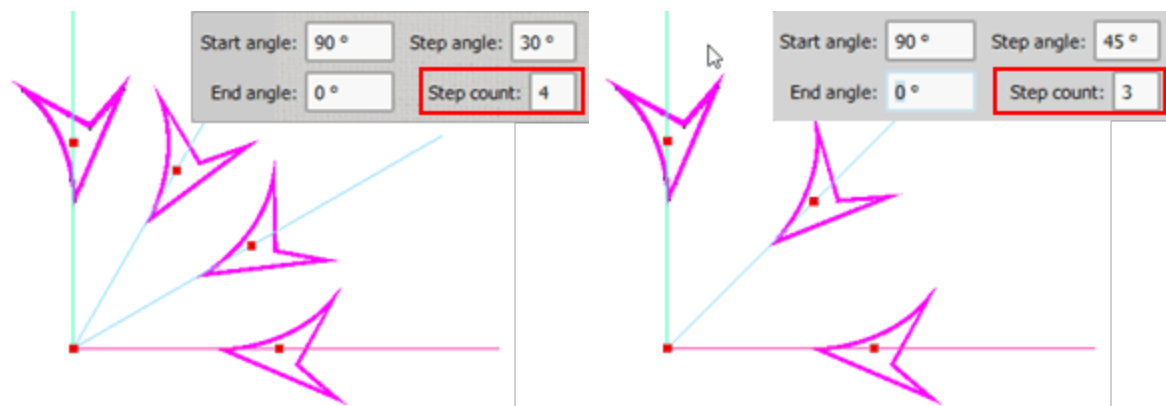 Start angle: 90 ° Step angle: 30 °
End angle: 0 ° Step count: 4
Start angle: 90 ° Step angle: 45 °
End angle: 0 ° Step count: 3